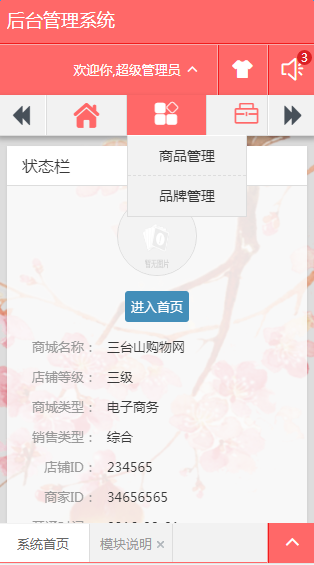 后台管理系统
欢迎你,超级管理员
3
商品管理
品牌管理
状态栏
暂无图片
进入首页
商城名称： 三台山购物网
店铺等级： 三级
商城类型： 电子商务
销售类型： 综合
店铺ID： 234565
商家ID： 34656565
系统首页 模块说明 ×